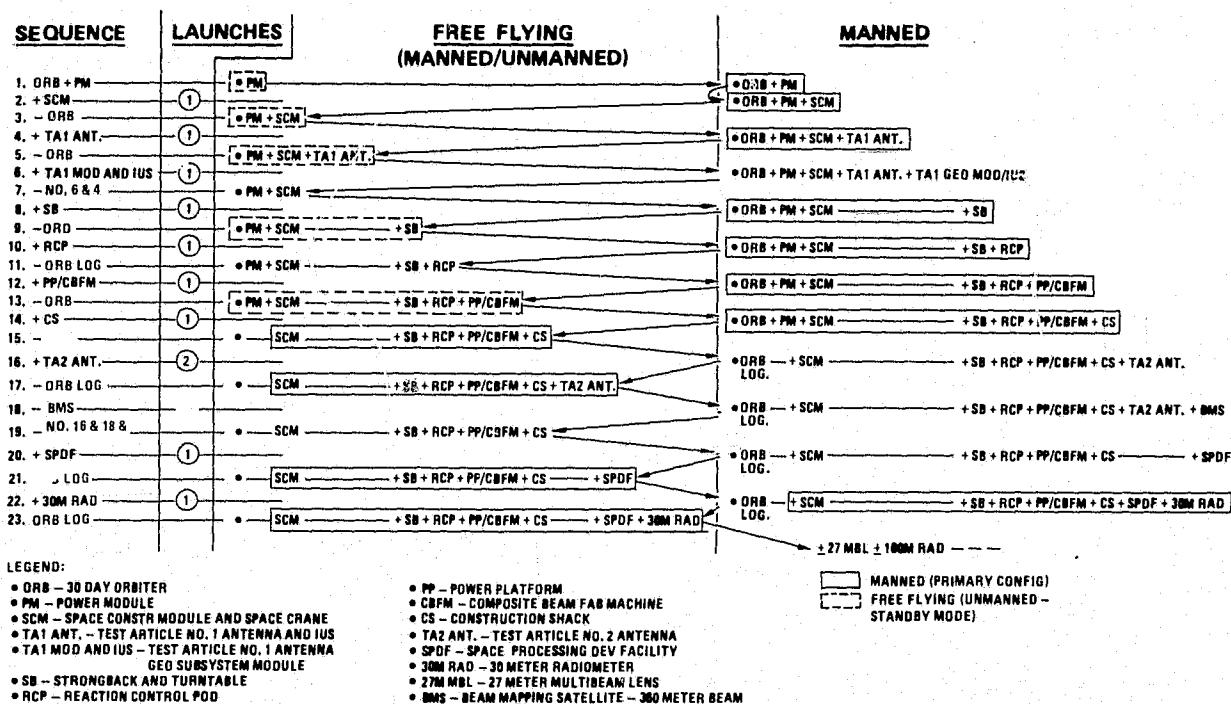 SEQUENCE LAUNCHES FREE FLYING (MANNED/UNMANNED) MANNED
1. ORB + PM • PM • ORB + PM
2. + SCM 1 • ORB + PM + SCM
3. - ORB • PM + SCM
4. + TA1 ANT. 1 • ORB + PM + SCM + TA1 ANT.
5. - ORB • PM + SCM + TA1 ANT.
6. + TA1 MOD AND IUS 1 • ORB + PM + SCM + TA1 ANT. + TA1 GEO MOD/IUS
7. - NO, 6 & 4 • PM + SCM
8. + SB 1 • ORB + PM + SCM + SB
9. - ORD • PM + SCM + SB
10. + RCP 1 • ORB + PM + SCM + SB + RCP
11. - ORB LOG • PM + SCM + SB + RCP
12. + PP/CBFM 1 • ORB + PM + SCM + SB + RCP + PP/CBFM
13. - ORB • PM + SCM + SB + RCP + PP/CBFM
14. + CS 1 • ORB + PM + SCM + SB + RCP + PP/CBFM + CS
15. - • SCM + SB + RCP + PP/CBFM + CS
16. + TA2 ANT. 2 • ORB LOG. + SCM + SB + RCP + PP/CBFM + CS + TA2 ANT.
17. - ORB LOG • SCM + SB + RCP + PP/CBFM + CS + TA2 ANT.
18. - BMS • ORB LOG. + SCM + SB + RCP + PP/CBFM + CS + TA2 ANT. + BMS
19. - NO. 16 & 18 & • SCM + SB + RCP + PP/CBFM + CS
20. + SPDF 1 • ORB LOG. + SCM + SB + RCP + PP/CBFM + CS + SPDF
21. LOG • SCM + SB + RCP + PP/CBFM + CS + SPDF
22. + 30M RAD 1 • ORB LOG. + SCM + SB + RCP + PP/CBFM + CS + SPDF + 30M RAD
23. ORB LOG • SCM + SB + RCP + PP/CBFM + CS + SPDF + 30M RAD
± 27 MBL ± 100M RAD
LEGEND:
• ORB – 30 DAY ORBITER
• PM – POWER MODULE
• SCM – SPACE CONSTR MODULE AND SPACE CRANE
• TA1 ANT. – TEST ARTICLE NO. 1 ANTENNA AND IUS
• TA1 MOD AND IUS – TEST ARTICLE NO. 1 ANTENNA
GEO SUBSYSTEM MODULE
• SB – STRONGBACK AND TURNTABLE
• RCP – REACTION CONTROL POD
• PP – POWER PLATFORM
• CBFM – COMPOSITE BEAM FAB MACHINE
• CS – CONSTRUCTION SHACK
• TA2 ANT. – TEST ARTICLE NO. 2 ANTENNA
• SPDF – SPACE PROCESSING DEV FACILITY
• 30M RAD – 30 METER RADIOMETER
• 27M MBL – 27 METER MULTIBEAM LENS
• BMS – BEAM MAPPING SATELLITE – 360 METER BEAM
MANNED (PRIMARY CONFIG)
FREE FLYING (UNMANNED –
STANDBY MODE)